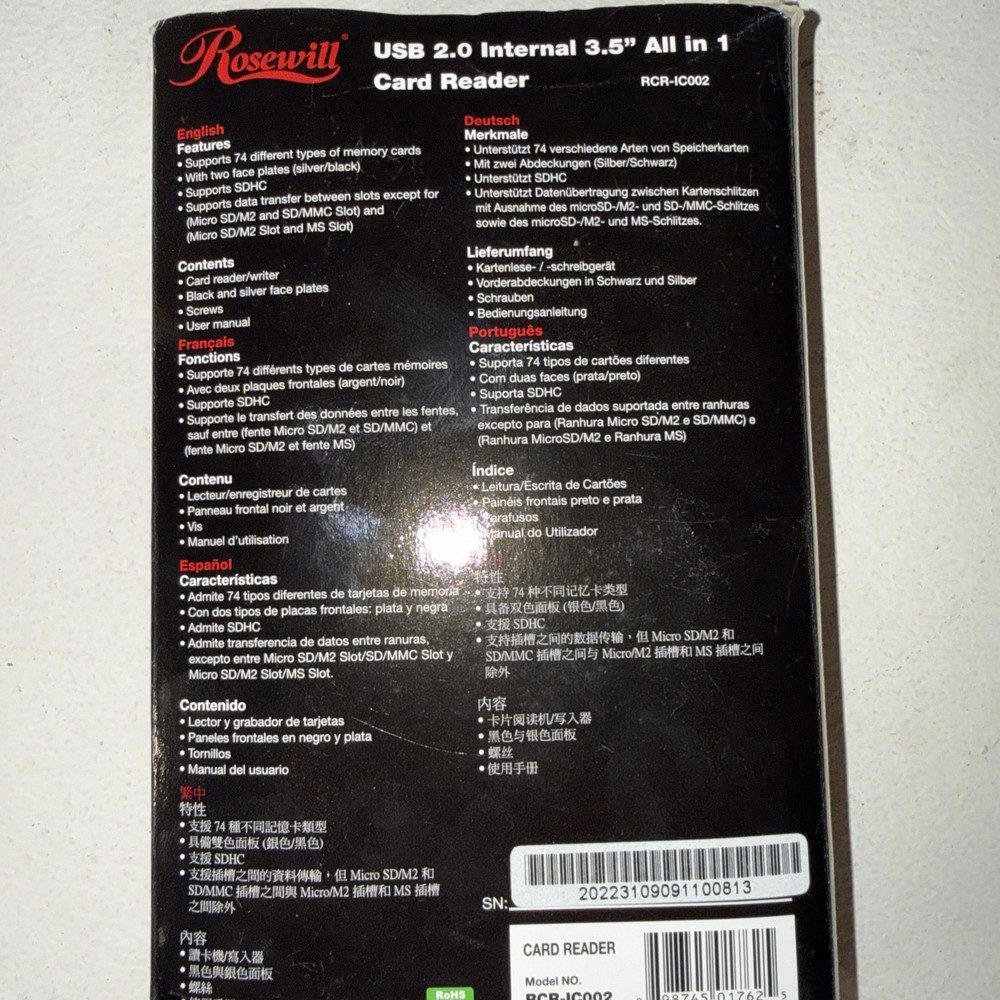 Rosewill®
USB 2.0 Internal 3.5” All in 1
Card Reader
RCR-IC002
English
Features
• Supports 74 different types of memory cards
• With two face plates (silver/black)
• Supports SDHC
• Supports data transfer between slots except for
(Micro SD/M2 and SD/MMC Slot) and
(Micro SD/M2 Slot and MS Slot)
Contents
• Card reader/writer
• Black and silver face plates
• Screws
• User manual
Français
Fonctions
• Supporte 74 différents types de cartes mémoires
• Avec deux plaques frontales (argent/noir)
• Supporte SDHC
• Supporte le transfert des données entre les fentes,
sauf entre (fente Micro SD/M2 et SD/MMC) et
(fente Micro SD/M2 et fente MS)
Contenu
• Lecteur/enregistreur de cartes
• Panneau frontal noir et argent
• Vis
• Manuel d'utilisation
Español
Características
• Admite 74 tipos diferentes de tarjetas de memoria
• Con dos tipos de placas frontales: plata y negra
• Admite SDHC
• Admite transferencia de datos entre ranuras,
excepto entre Micro SD/M2 Slot/SD/MMC Slot y
Micro SD/M2 Slot/MS Slot.
Contenido
• Lector y grabador de tarjetas
• Paneles frontales en negro y plata
• Tornillos
• Manual del usuario
繁中
特性
• 支援 74 種不同記憶卡類型
• 具備雙色面板 (銀色/黑色)
• 支援 SDHC
• 支援插槽之間的資料傳輸，但 Micro SD/M2 和
SD/MMC 插槽之間與 Micro/M2 插槽和 MS 插槽
之間除外
內容
• 讀卡機/寫入器
• 黑色與銀色面板
• 螺絲
Deutsch
Merkmale
• Unterstützt 74 verschiedene Arten von Speicherkarten
• Mit zwei Abdeckungen (Silber/Schwarz)
• Unterstützt SDHC
• Unterstützt Datenübertragung zwischen Kartenschlitzen
mit Ausnahme des microSD-/M2- und SD-/MMC-Schlitzes
sowie des microSD-/M2- und MS-Schlitzes.
Lieferumfang
• Kartenlese- / -schreibgerät
• Vorderabdeckungen in Schwarz und Silber
• Schrauben
• Bedienungsanleitung
Português
Características
• Suporta 74 tipos de cartões diferentes
• Com duas faces (prata/preto)
• Suporta SDHC
• Transferência de dados suportada entre ranhuras
excepto para (Ranhura Micro SD/M2 e SD/MMC) e
(Ranhura MicroSD/M2 e Ranhura MS)
Índice
• Leitura/Escrita de Cartões
• Painéis frontais preto e prata
do Utilizador
特性
• 支持 74 种不同记忆卡类型
• 具备双色面板 (银色/黑色)
• 支援 SDHC
• 支持插槽之间的数据传输，但 Micro SD/M2 和
SD/MMC 插槽之间与 Micro/M2 插槽和 MS 插槽之间
除外
内容
• 卡片阅读机/写入器
• 黑色与银色面板
• 螺丝
• 使用手册
SN: 20223109091100813
CARD READER
Model NO.
RCR-IC002
98745 01762 5
RoHS